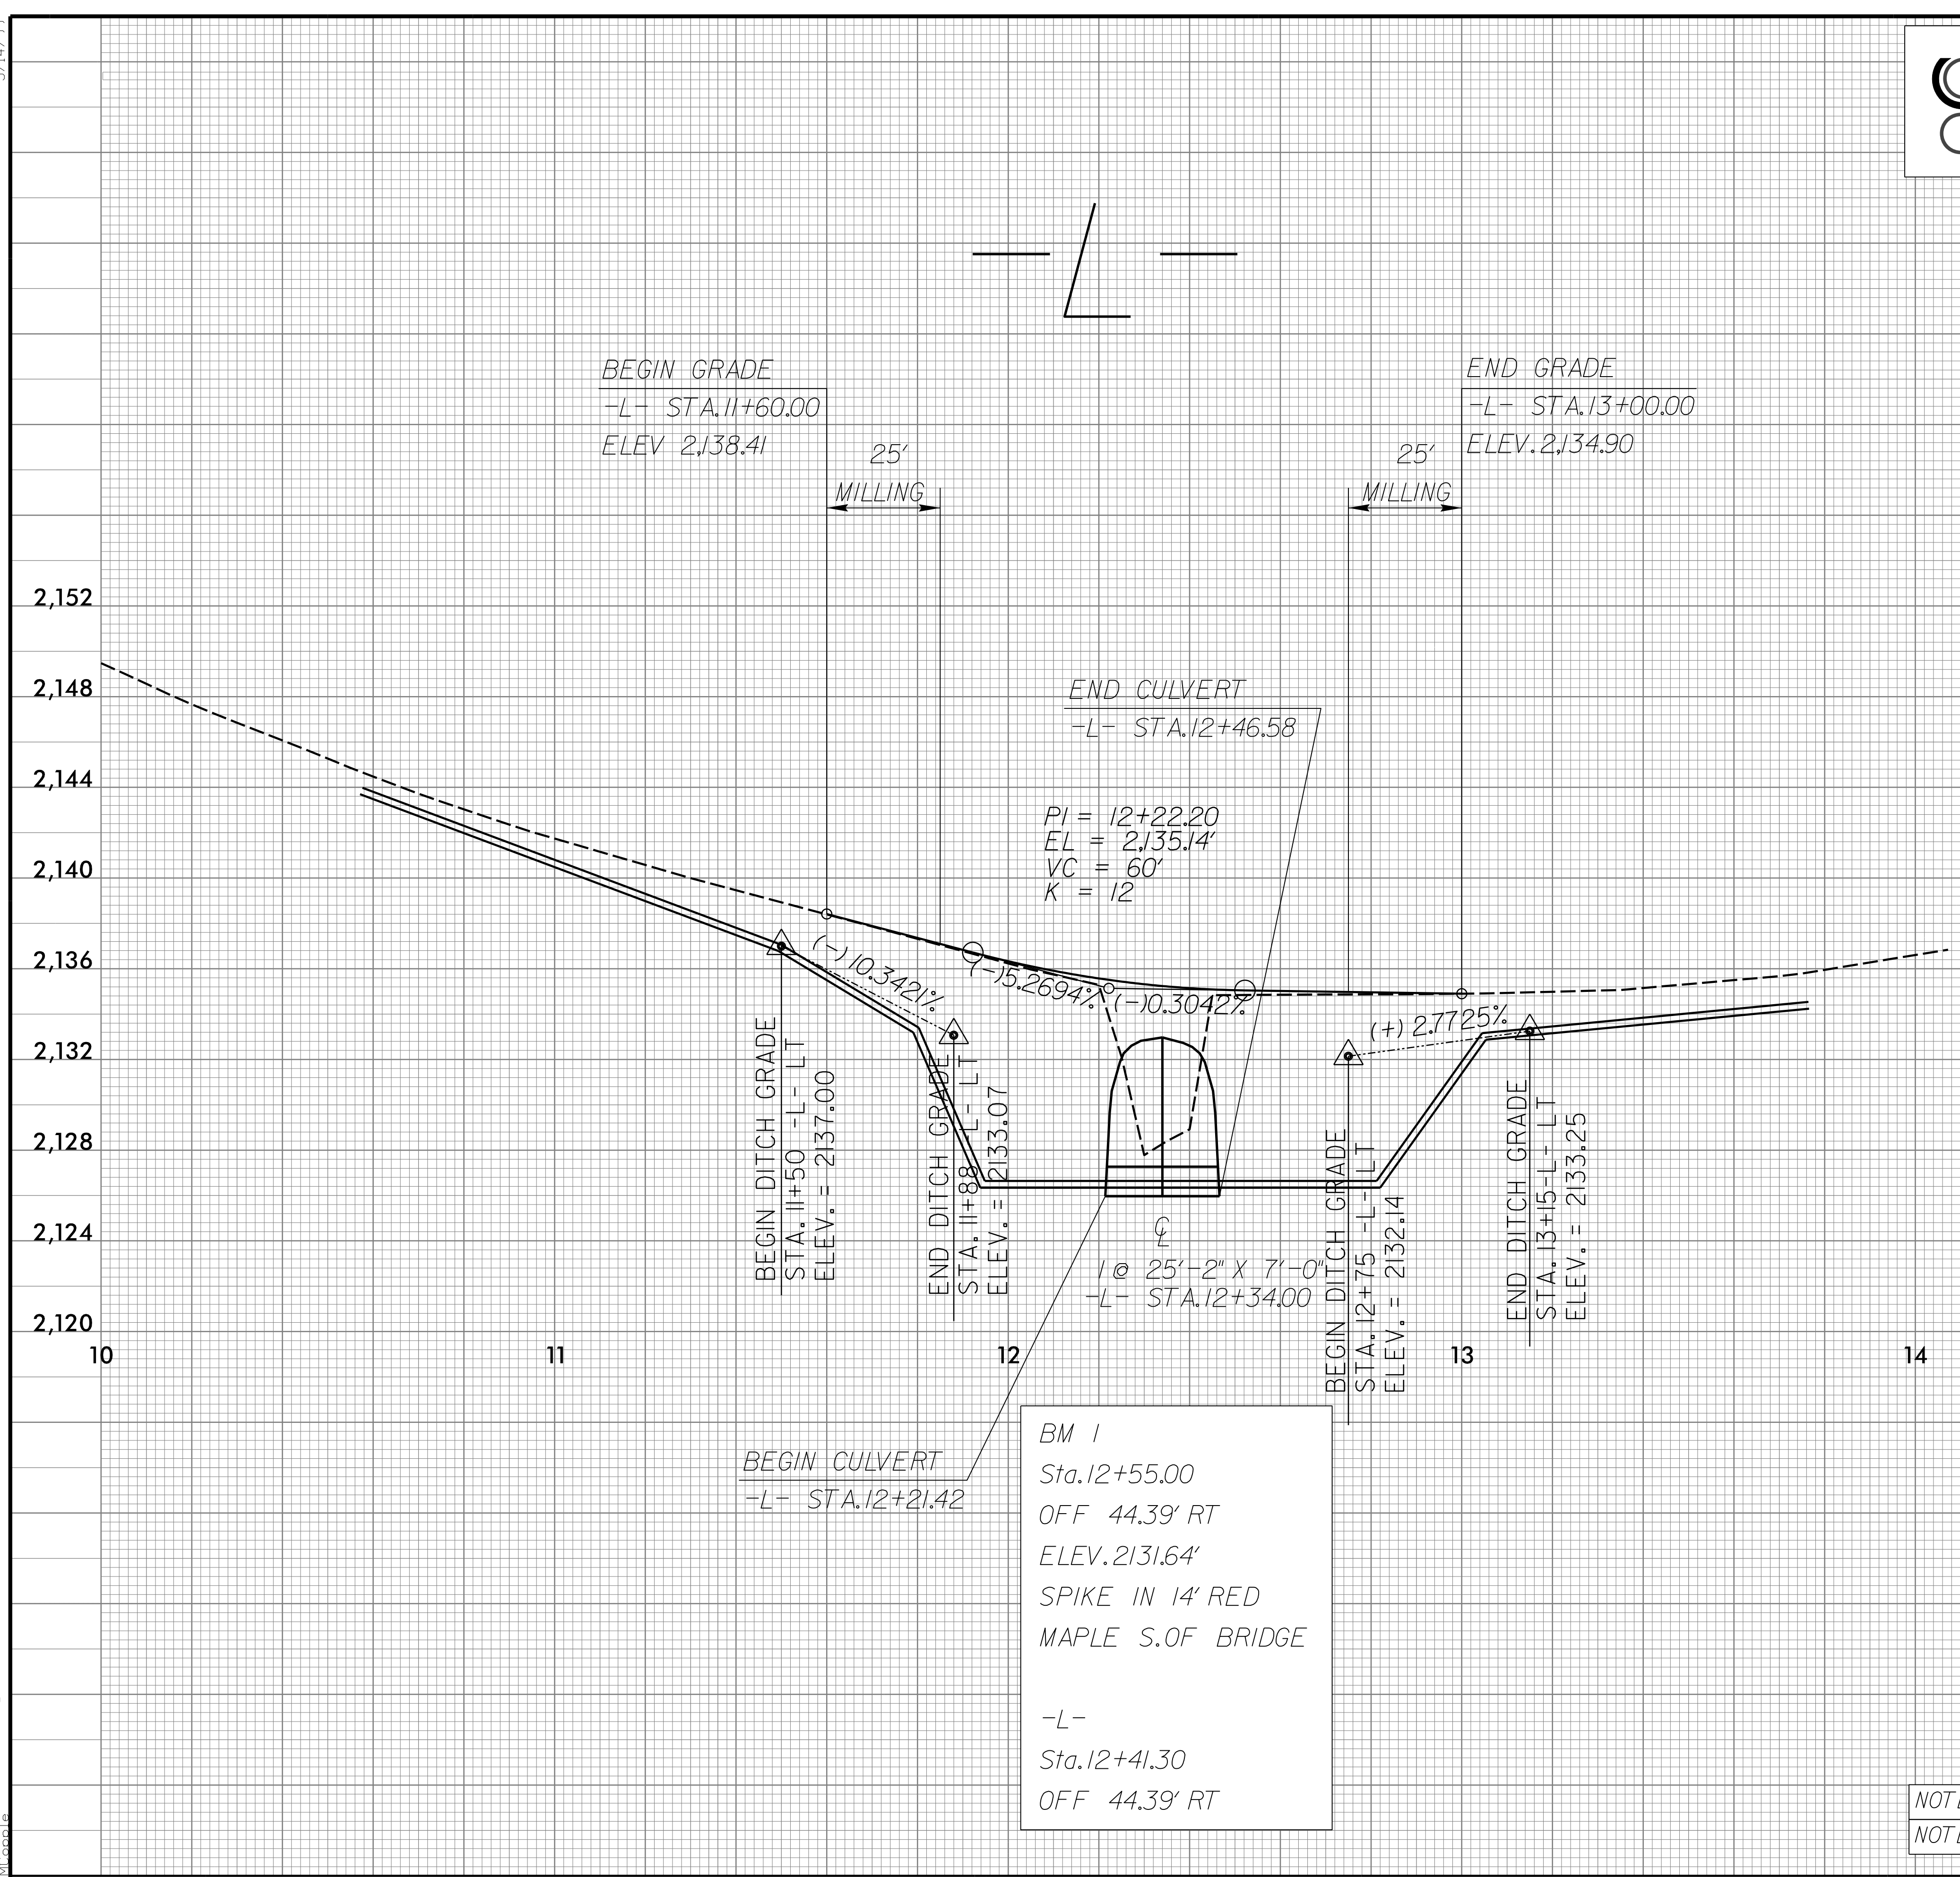 -L-
BEGIN GRADE
-L- STA.11+60.00
ELEV 2,138.41
25'
MILLING
END GRADE
-L- STA.13+00.00
ELEV.2,134.90
25'
MILLING
2,152
2,148
2,144
2,140
2,136
2,132
2,128
2,124
2,120
END CULVERT
-L- STA.12+46.58
PI = 12+22.20
EL = 2,135.14'
VC = 60'
K = 12
(-)10.3421%
(-)5.2694%
(-)0.3042%
(+) 2.7725%
BEGIN DITCH GRADE
STA. 11+50 -L- LT
ELEV. = 2137.00
END DITCH GRADE
STA. 11+88 -L- LT
ELEV. = 2133.07
BEGIN DITCH GRADE
STA. 12+75 -L- LT
ELEV. = 2132.14
END DITCH GRADE
STA. 13+15-L- LT
ELEV. = 2133.25
℄
1 @ 25'-2" X 7'-0"
-L- STA.12+34.00
10 11 12 13 14
BEGIN CULVERT
-L- STA.12+21.42
BM 1
Sta.12+55.00
OFF 44.39' RT
ELEV.2131.64'
SPIKE IN 14' RED
MAPLE S.OF BRIDGE
-L-
Sta.12+41.30
OFF 44.39' RT